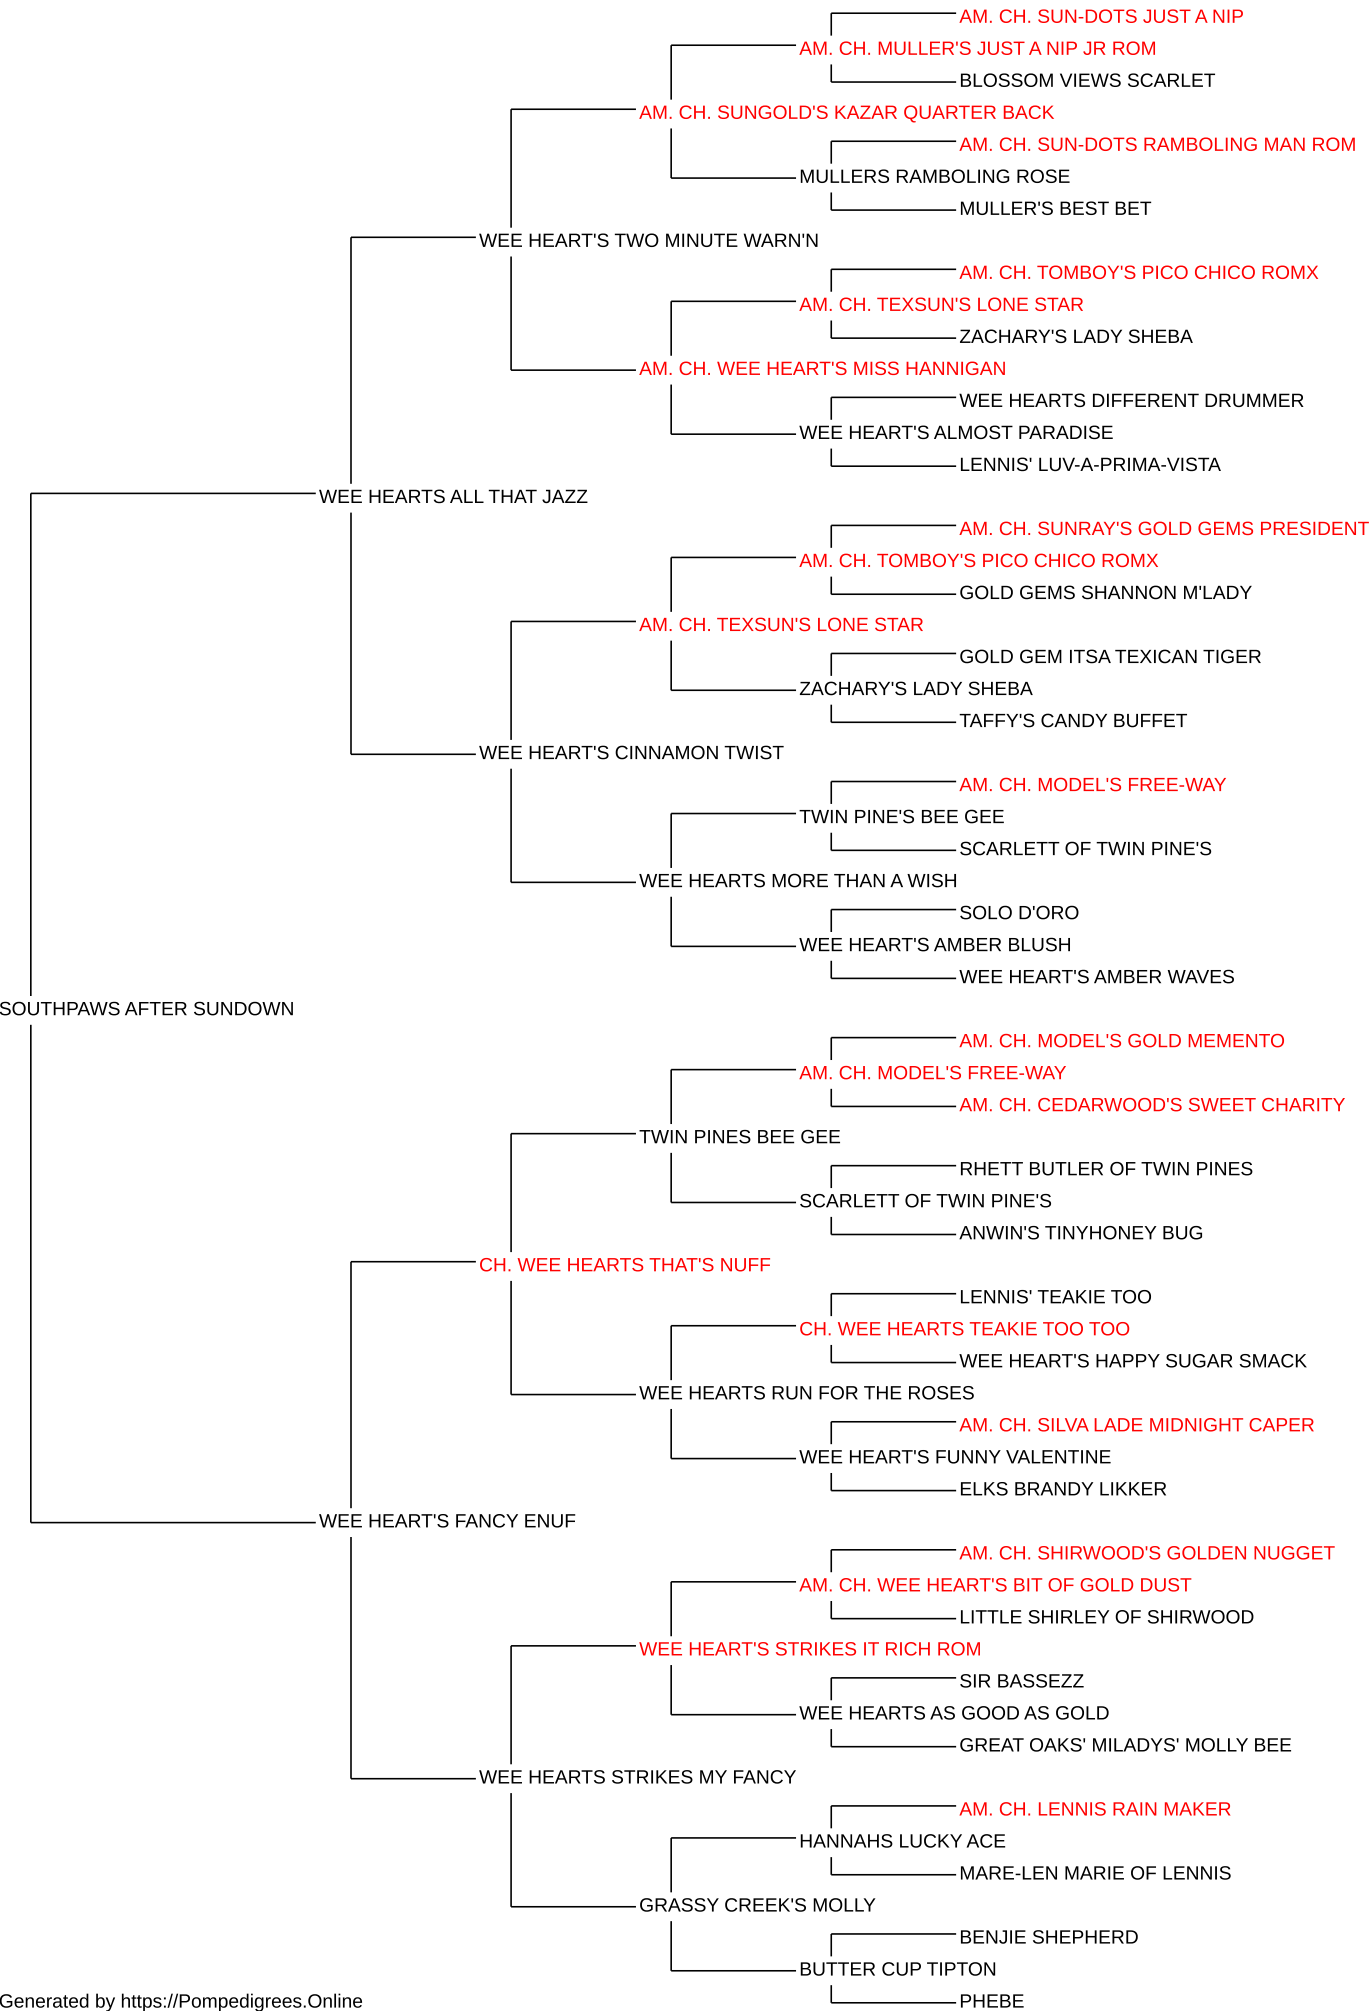 AM. CH. SUN-DOTS JUST A NIP
AM. CH. MULLER'S JUST A NIP JR ROM
BLOSSOM VIEWS SCARLET
AM. CH. SUNGOLD'S KAZAR QUARTER BACK
AM. CH. SUN-DOTS RAMBOLING MAN ROM
MULLERS RAMBOLING ROSE
MULLER'S BEST BET
WEE HEART'S TWO MINUTE WARN'N
AM. CH. TOMBOY'S PICO CHICO ROMX
AM. CH. TEXSUN'S LONE STAR
ZACHARY'S LADY SHEBA
AM. CH. WEE HEART'S MISS HANNIGAN
WEE HEARTS DIFFERENT DRUMMER
WEE HEART'S ALMOST PARADISE
LENNIS' LUV-A-PRIMA-VISTA
WEE HEARTS ALL THAT JAZZ
AM. CH. SUNRAY'S GOLD GEMS PRESIDENT
AM. CH. TOMBOY'S PICO CHICO ROMX
GOLD GEMS SHANNON M'LADY
AM. CH. TEXSUN'S LONE STAR
GOLD GEM ITSA TEXICAN TIGER
ZACHARY'S LADY SHEBA
TAFFY'S CANDY BUFFET
WEE HEART'S CINNAMON TWIST
AM. CH. MODEL'S FREE-WAY
TWIN PINE'S BEE GEE
SCARLETT OF TWIN PINE'S
WEE HEARTS MORE THAN A WISH
SOLO D'ORO
WEE HEART'S AMBER BLUSH
WEE HEART'S AMBER WAVES
SOUTHPAWS AFTER SUNDOWN
AM. CH. MODEL'S GOLD MEMENTO
AM. CH. MODEL'S FREE-WAY
AM. CH. CEDARWOOD'S SWEET CHARITY
TWIN PINES BEE GEE
RHETT BUTLER OF TWIN PINES
SCARLETT OF TWIN PINE'S
ANWIN'S TINYHONEY BUG
CH. WEE HEARTS THAT'S NUFF
LENNIS' TEAKIE TOO
CH. WEE HEARTS TEAKIE TOO TOO
WEE HEART'S HAPPY SUGAR SMACK
WEE HEARTS RUN FOR THE ROSES
AM. CH. SILVA LADE MIDNIGHT CAPER
WEE HEART'S FUNNY VALENTINE
ELKS BRANDY LIKKER
WEE HEART'S FANCY ENUF
AM. CH. SHIRWOOD'S GOLDEN NUGGET
AM. CH. WEE HEART'S BIT OF GOLD DUST
LITTLE SHIRLEY OF SHIRWOOD
WEE HEART'S STRIKES IT RICH ROM
SIR BASSEZZ
WEE HEARTS AS GOOD AS GOLD
GREAT OAKS' MILADYS' MOLLY BEE
WEE HEARTS STRIKES MY FANCY
AM. CH. LENNIS RAIN MAKER
HANNAHS LUCKY ACE
MARE-LEN MARIE OF LENNIS
GRASSY CREEK'S MOLLY
BENJIE SHEPHERD
BUTTER CUP TIPTON
PHEBE
Generated by https://Pompedigrees.Online